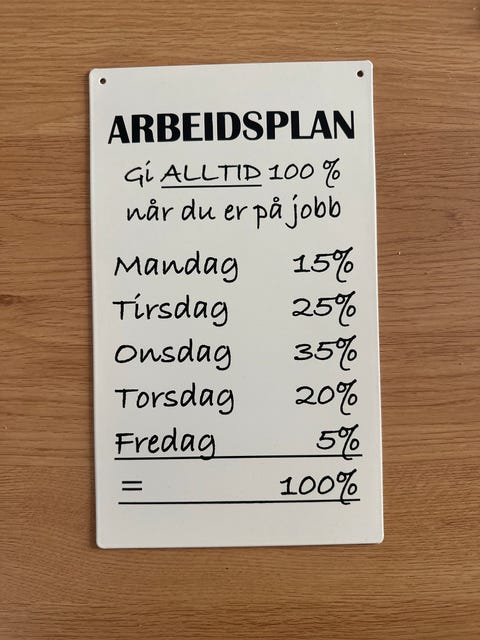 ARBEIDSPLAN
Gi ALLTID 100 %
når du er på jobb
Mandag 15%
Tirsdag 25%
Onsdag 35%
Torsdag 20%
Fredag 5%
= 100%